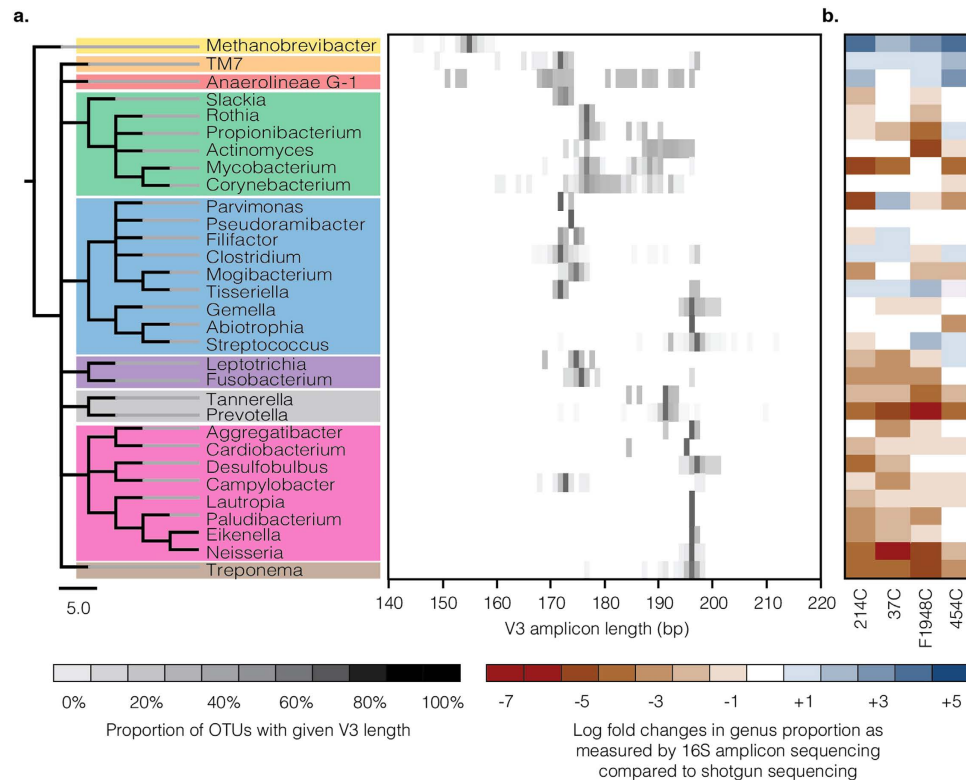 a.
b.
Methanobrevibacter
TM7
Anaerolineae G-1
Slackia
Rothia
Propionibacterium
Actinomyces
Mycobacterium
Corynebacterium
Parvimonas
Pseudoramibacter
Filifactor
Clostridium
Mogibacterium
Tisseriella
Gemella
Abiotrophia
Streptococcus
Leptotrichia
Fusobacterium
Tannerella
Prevotella
Aggregatibacter
Cardiobacterium
Desulfobulbus
Campylobacter
Lautropia
Paludibacterium
Eikenella
Neisseria
Treponema
5.0
140 150 160 170 180 190 200 210 220
V3 amplicon length (bp)
214C
37C
F1948C
454C
0% 20% 40% 60% 80% 100%
Proportion of OTUs with given V3 length
-7 -5 -3 -1 +1 +3 +5
Log fold changes in genus proportion as
measured by 16S amplicon sequencing
compared to shotgun sequencing